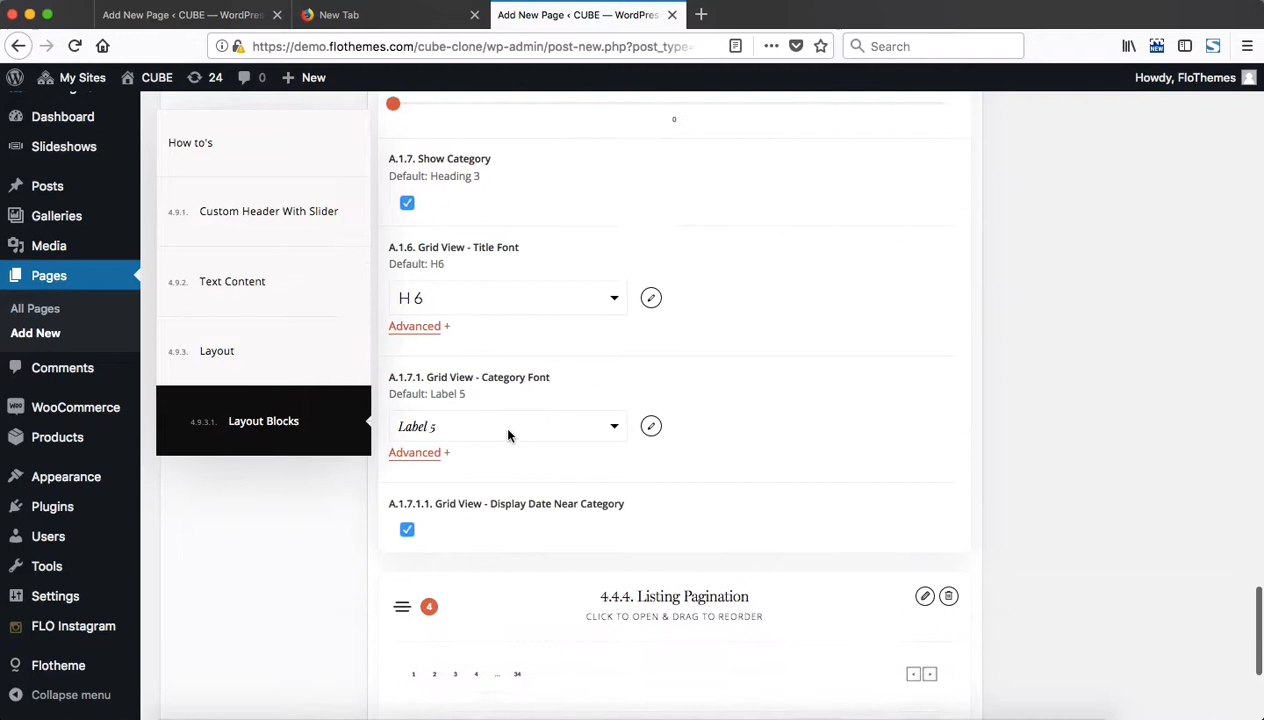 Add New Page ‹ CUBE — WordPres
New Tab
Add New Page ‹ CUBE — WordPres
https://demo.flothemes.com/cube-clone/wp-admin/post-new.php?post_type=
Search
My Sites
CUBE
24
0
New
Howdy, FloThemes
Dashboard
Slideshows
Posts
Galleries
Media
Pages
All Pages
Add New
Comments
WooCommerce
Products
Appearance
Plugins
Users
Tools
Settings
FLO Instagram
Flotheme
Collapse menu
How to's
4.9.1. Custom Header With Slider
4.9.2. Text Content
4.9.3. Layout
4.9.3.1. Layout Blocks
0
A.1.7. Show Category
Default: Heading 3
A.1.6. Grid View - Title Font
Default: H6
H 6
Advanced +
A.1.7.1. Grid View - Category Font
Default: Label 5
Label 5
Advanced +
A.1.7.1.1. Grid View - Display Date Near Category
4
4.4.4. Listing Pagination
CLICK TO OPEN & DRAG TO REORDER
1 2 3 4 ... 34